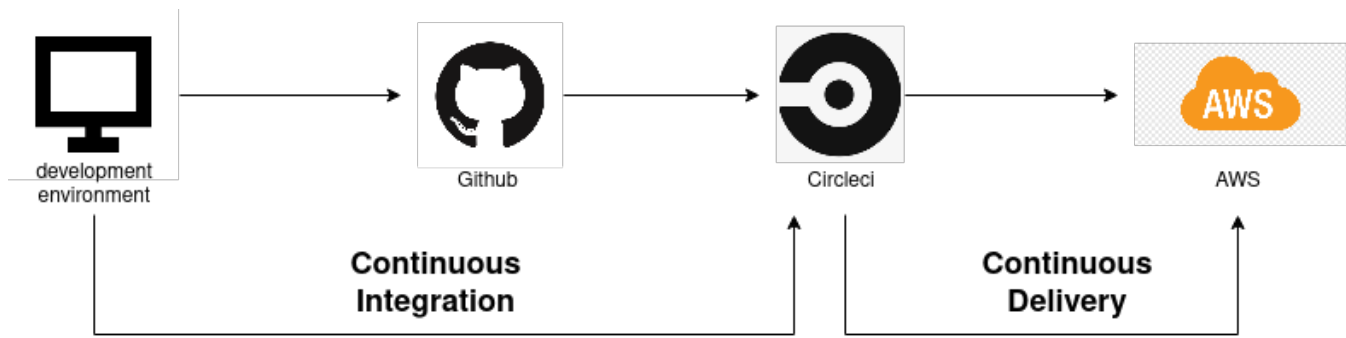 AWS
development
environment
Github
Circleci
AWS
Continuous
Integration
Continuous
Delivery